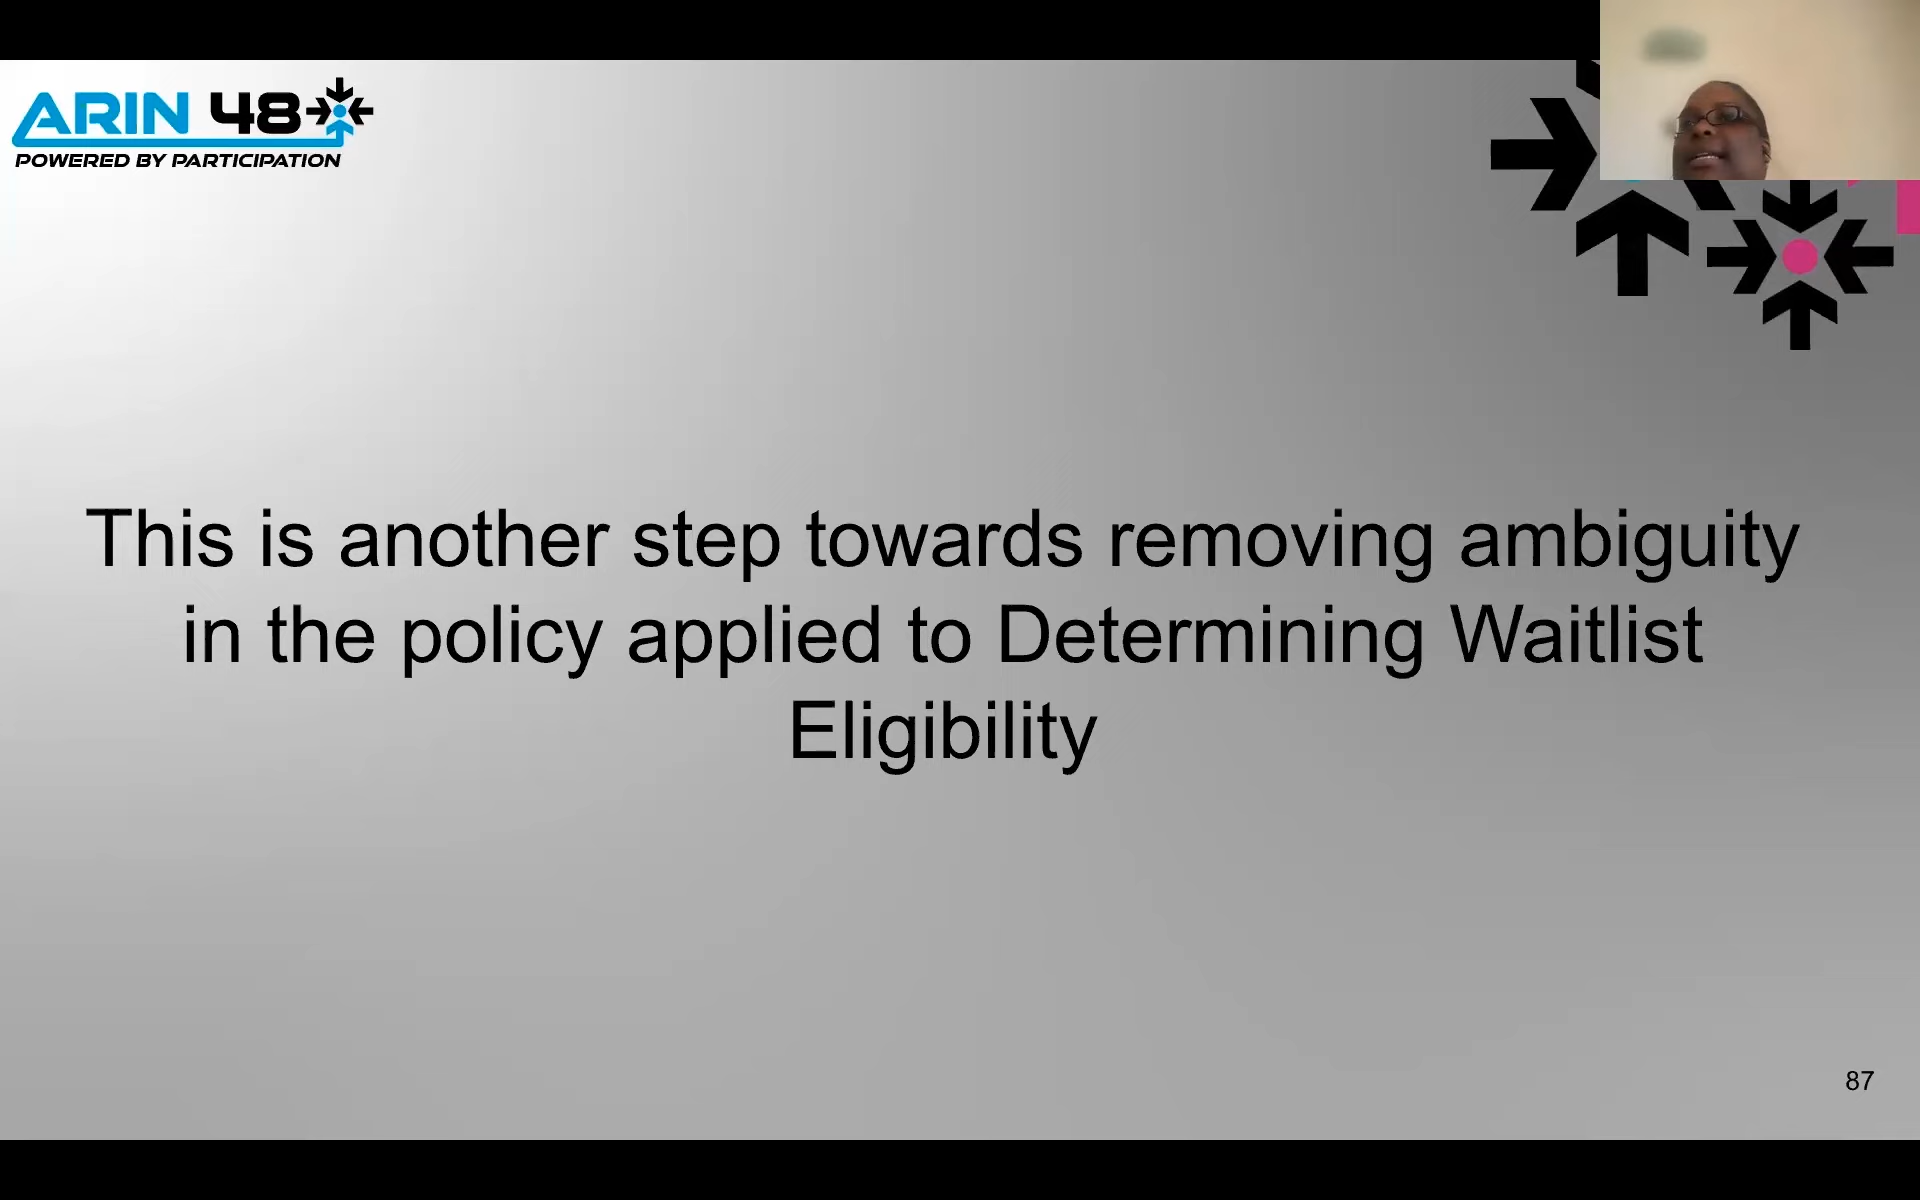 ARIN 48
POWERED BY PARTICIPATION
This is another step towards removing ambiguity
in the policy applied to Determining Waitlist
Eligibility
87